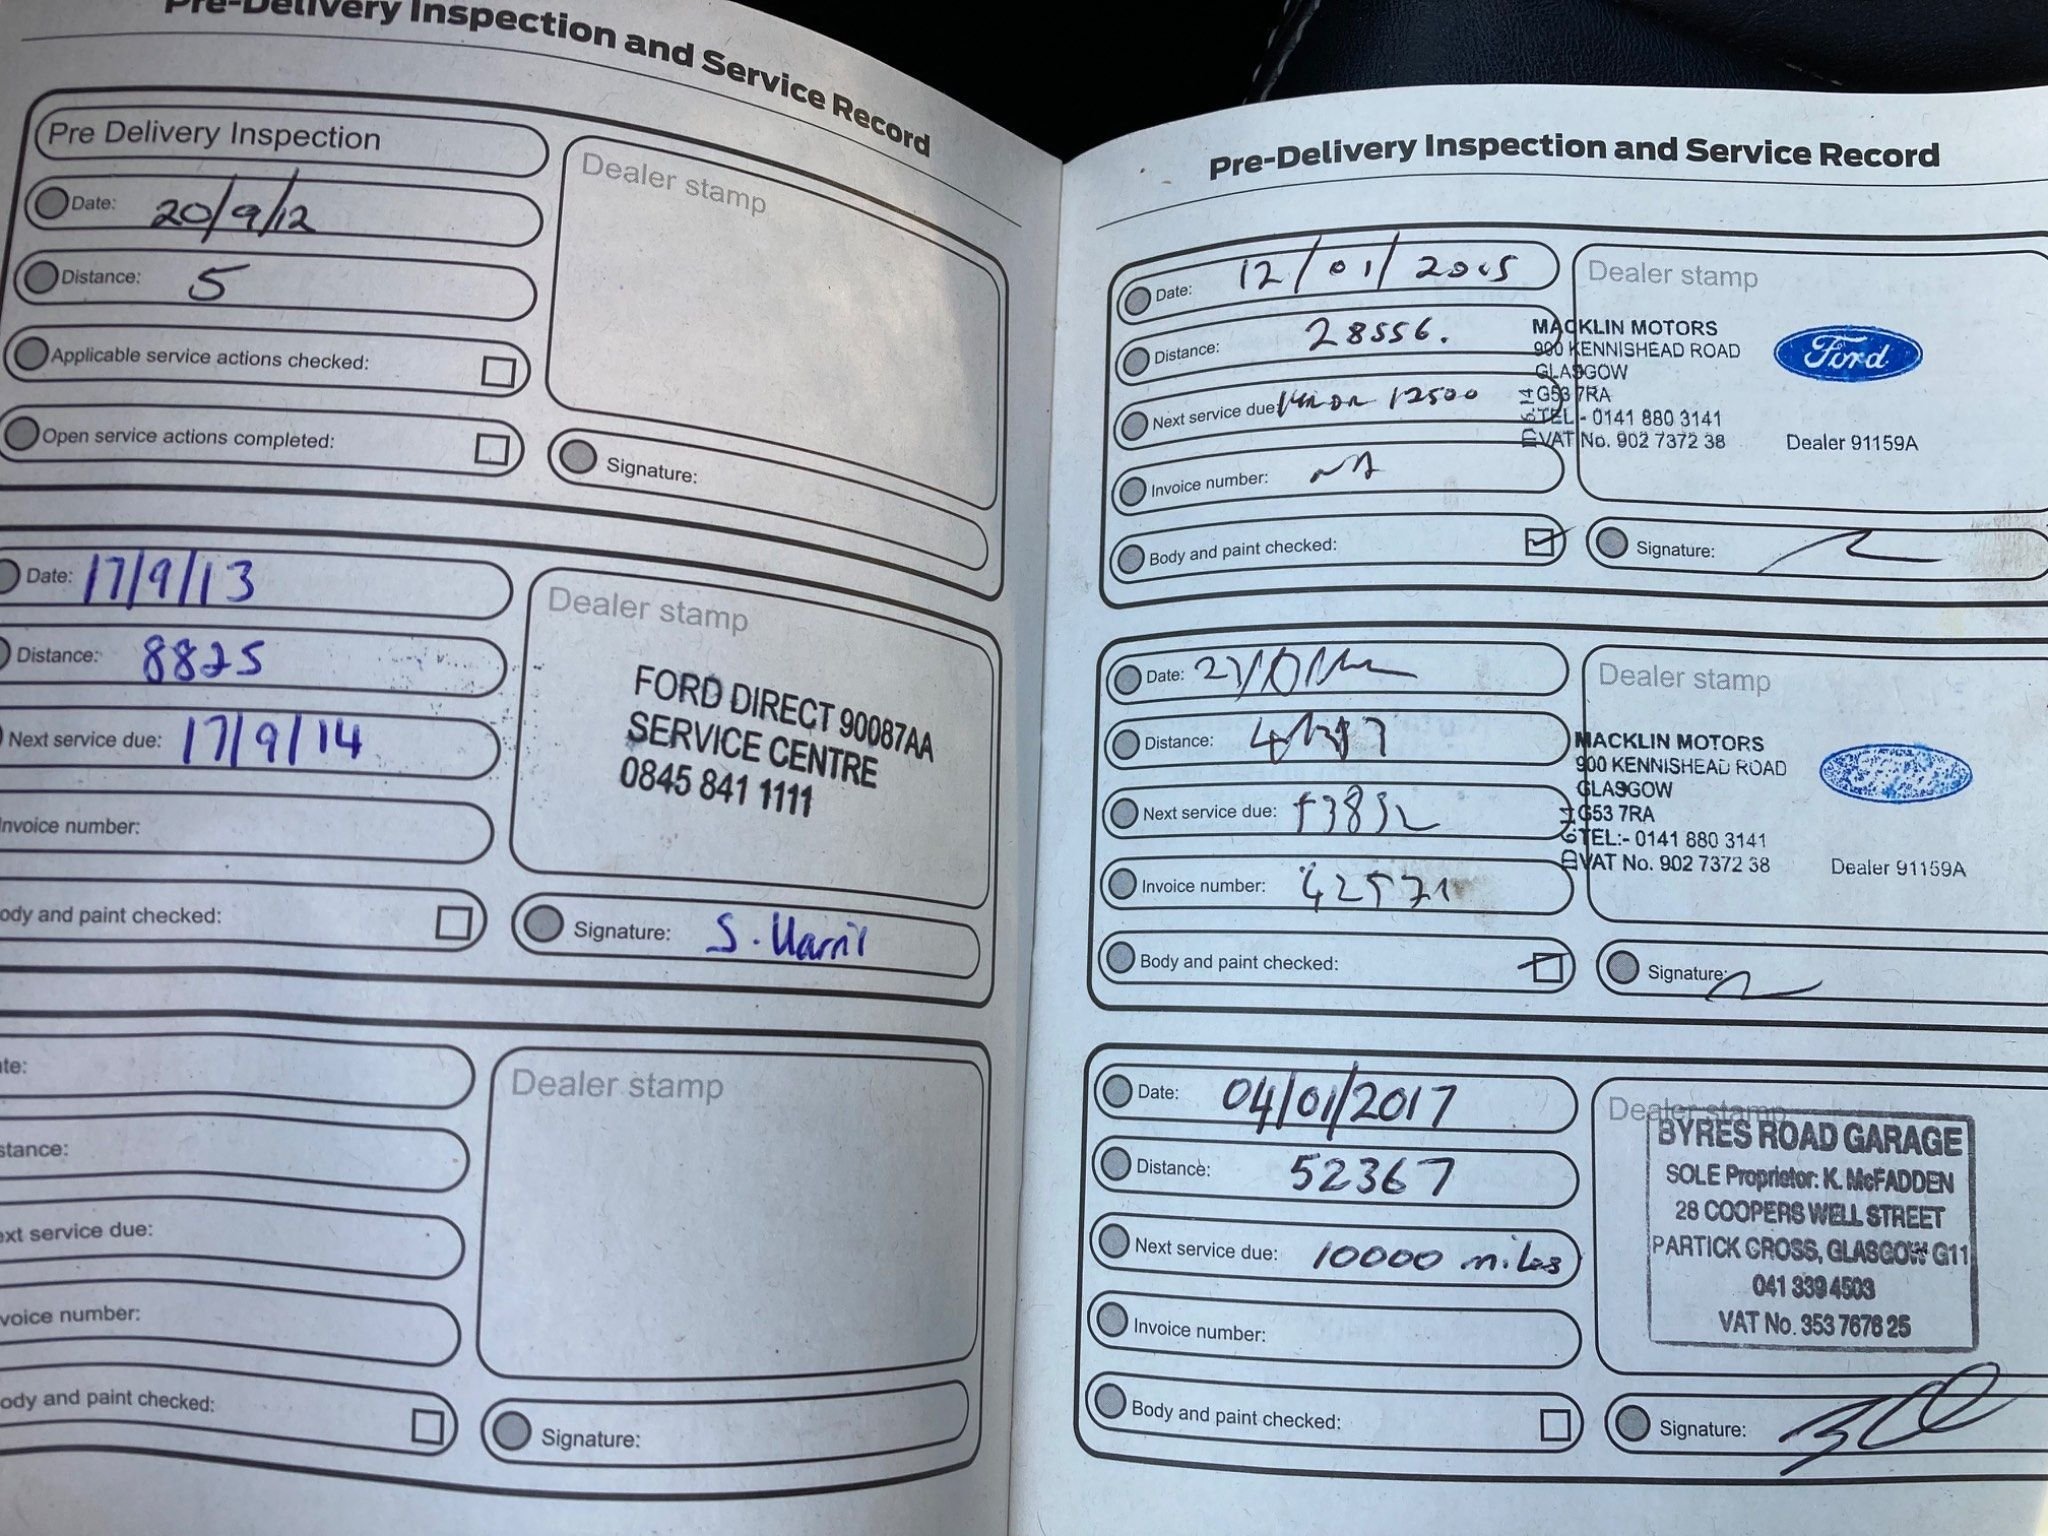 Pre-Delivery Inspection and Service Record
Pre Delivery Inspection
Date: 20/9/12
Distance: 5
Applicable service actions checked:
Open service actions completed:
Dealer stamp
Signature:
Date: 17/9/13
Distance: 8825
Next service due: 17/9/14
nvoice number:
ody and paint checked:
Dealer stamp
FORD DIRECT 90087AA
SERVICE CENTRE
0845 841 1111
Signature: S.
te:
stance:
ext service due:
voice number:
ody and paint checked:
Dealer stamp
Signature:
Pre-Delivery Inspection and Service Record
Date: 12/01/2015
Distance: 28556.
Next service due: 12500
Invoice number: NA
Body and paint checked:
Dealer stamp
MACKLIN MOTORS
900 KENNISHEAD ROAD
GLASGOW
G53 7RA
TEL:- 0141 880 3141
VAT No. 902 7372 38
Ford
Dealer 91159A
Signature:
Date:
Distance:
Next service due:
Invoice number: 42571
Body and paint checked:
Dealer stamp
MACKLIN MOTORS
900 KENNISHEAD ROAD
GLASGOW
G53 7RA
TEL:- 0141 880 3141
VAT No. 902 7372 38
Dealer 91159A
Signature:
Date: 04/01/2017
Distance: 52367
Next service due: 10000 miles
Invoice number:
Body and paint checked:
Dealer stamp
BYRES ROAD GARAGE
SOLE Proprietor: K. McFADDEN
28 COOPERS WELL STREET
PARTICK CROSS, GLASGOW G11
041 339 4503
VAT No. 353 7676 25
Signature: